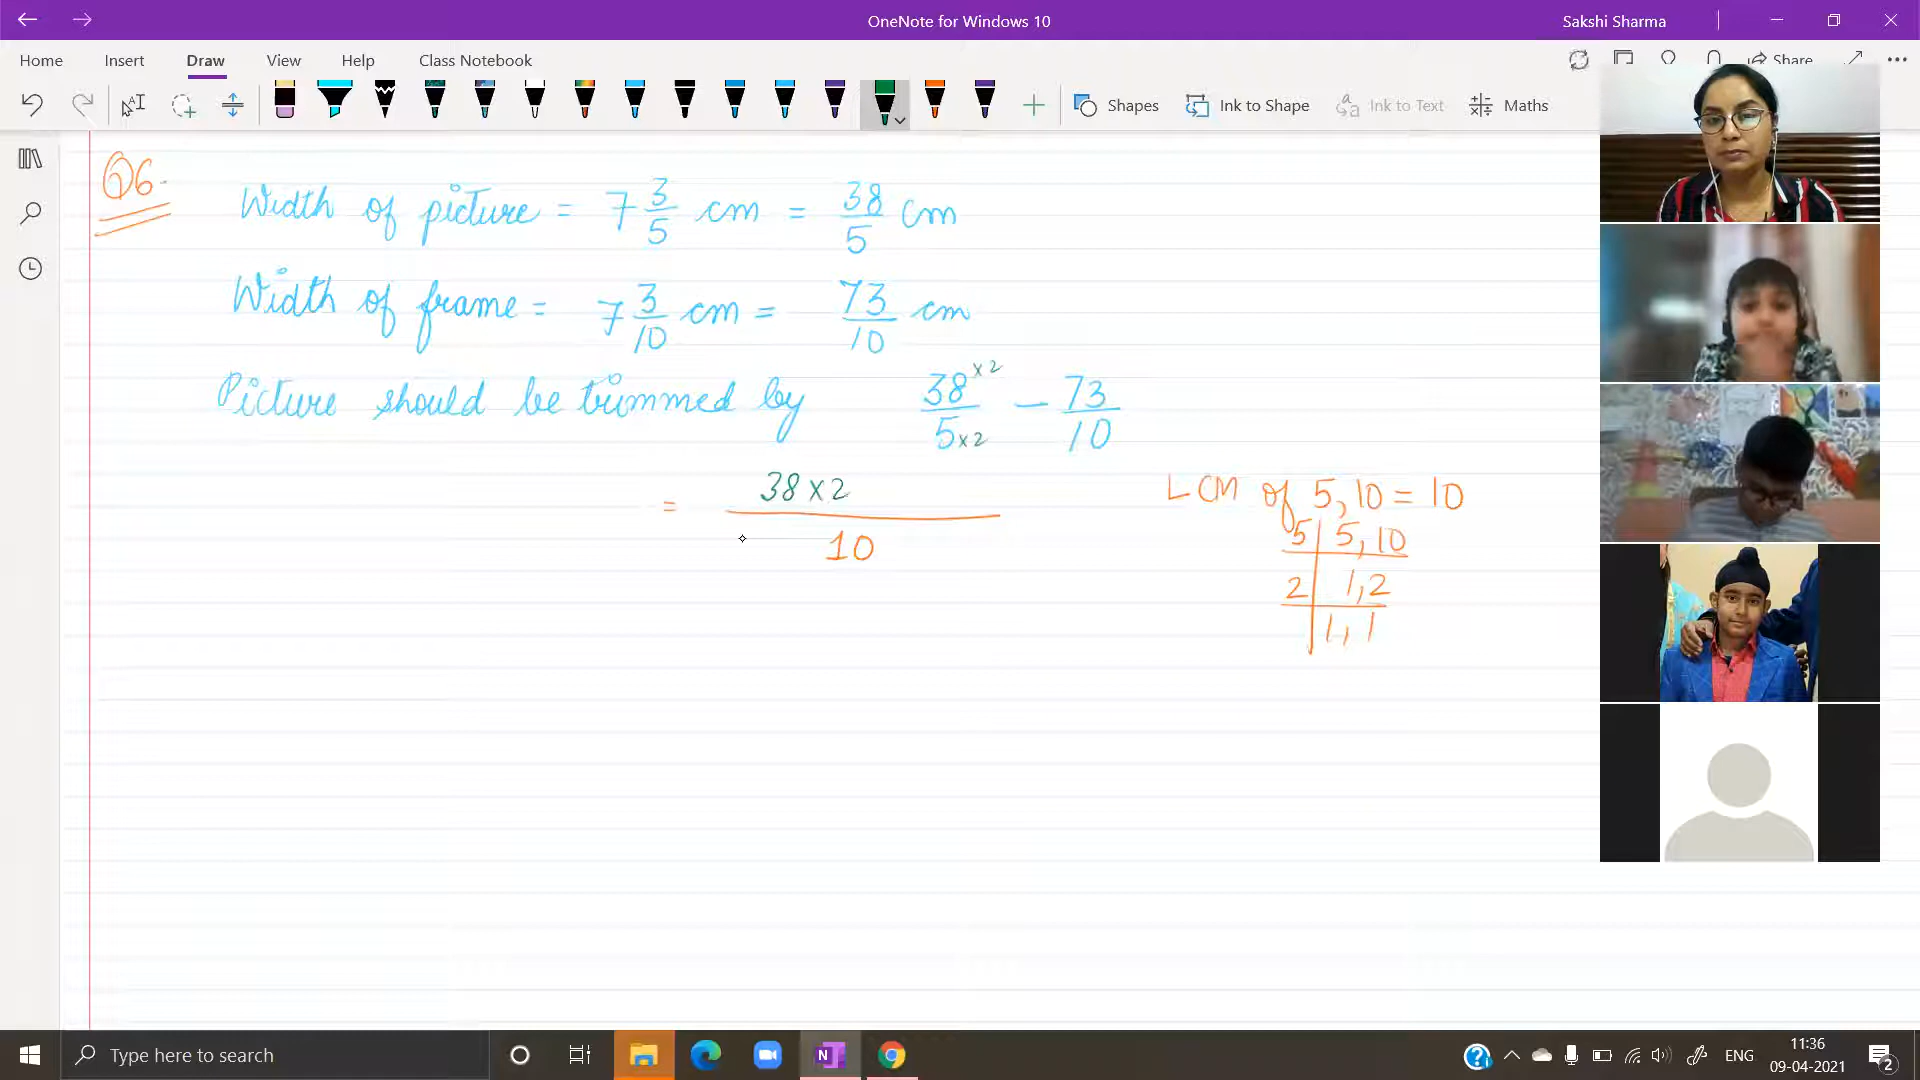 OneNote for Windows 10
Sakshi Sharma
Home Insert Draw View Help Class Notebook
Share
Shapes Ink to Shape Ink to Text Maths
Q6.
Width of picture = 7 3/5 cm = 38/5 cm
Width of frame = 7 3/10 cm = 73/10 cm
Picture should be trimmed by 38×2/5×2 - 73/10
= 38×2/10
LCM of 5,10 = 10
5 | 5,10
2 | 1,2
| 1,1
Type here to search
ENG
11:36
09-04-2021
2